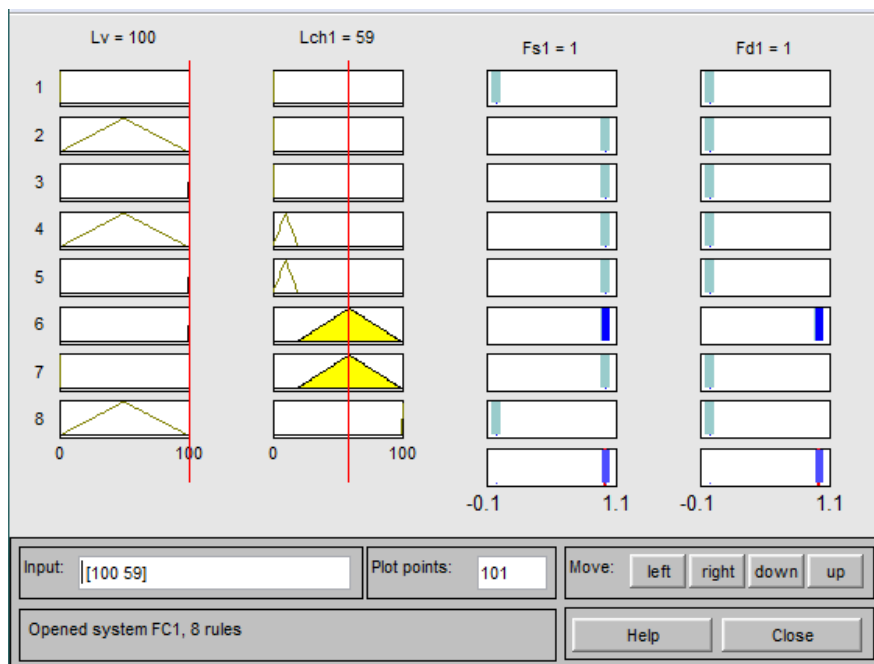 Lv = 100
Lch1 = 59
Fs1 = 1
Fd1 = 1
1
2
3
4
5
6
7
8
0
100
0
100
-0.1
1.1
-0.1
1.1
Input:
[100 59]
Plot points:
101
Move:
left
right
down
up
Opened system FC1, 8 rules
Help
Close